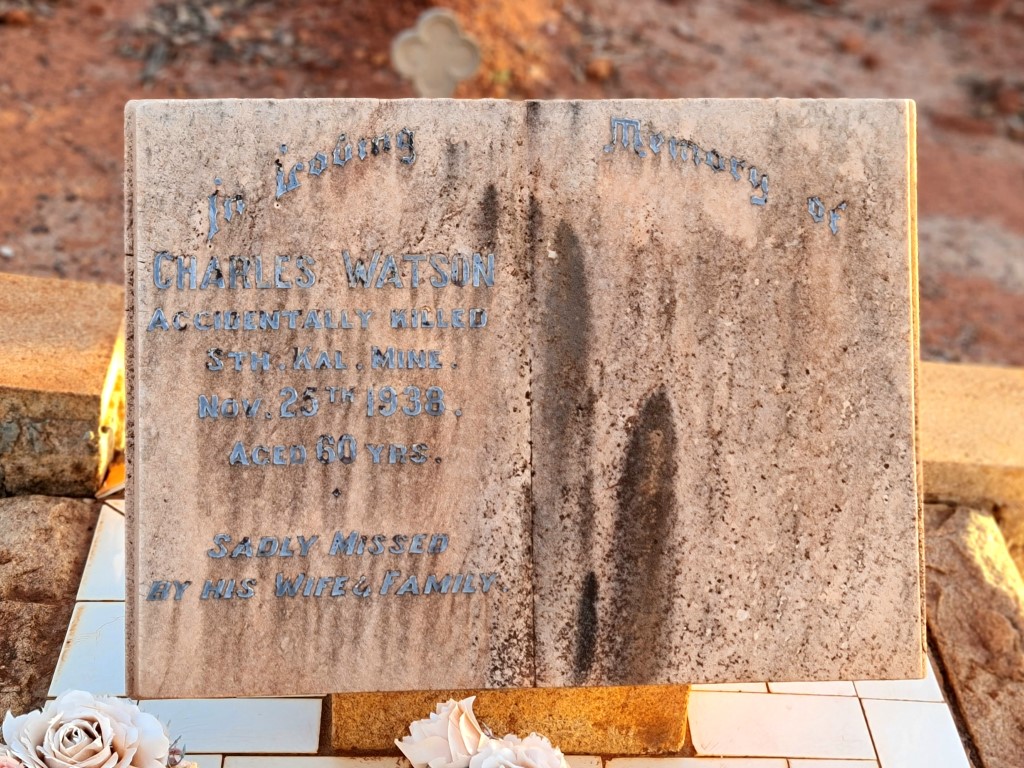 In Loving Memory of
CHARLES WATSON
ACCIDENTALLY KILLED
STH. KAL. MINE.
NOV. 25TH 1938.
AGED 60 YRS.
SADLY MISSED
BY HIS WIFE & FAMILY.